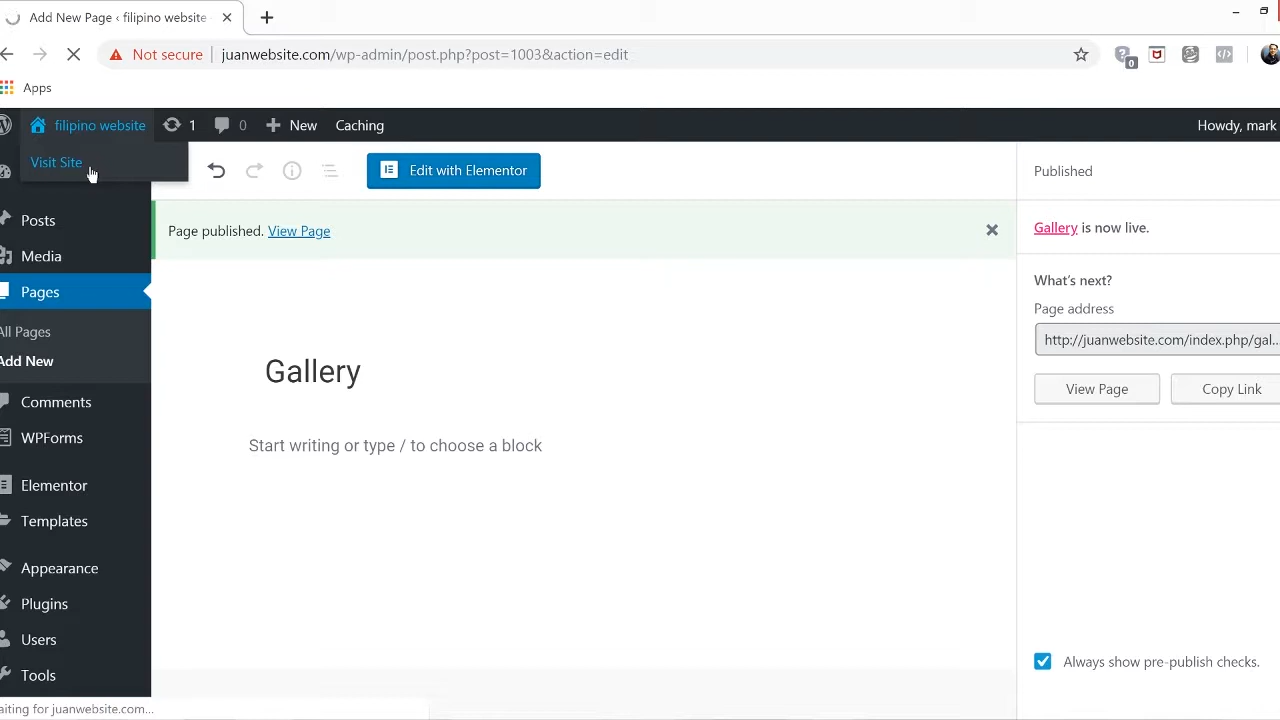 Add New Page ‹ filipino website
Not secure
juanwebsite.com/wp-admin/post.php?post=1003&action=edit
0
Apps
filipino website
1
0
New
Caching
Howdy, mark
Visit Site
Edit with Elementor
Published
Posts
Page published. View Page
Gallery is now live.
Media
What's next?
Pages
Page address
All Pages
http://juanwebsite.com/index.php/gal...
Add New
Gallery
View Page
Copy Link
Comments
WPForms
Start writing or type / to choose a block
Elementor
Templates
Appearance
Plugins
Users
Always show pre-publish checks.
Tools
aiting for juanwebsite.com...